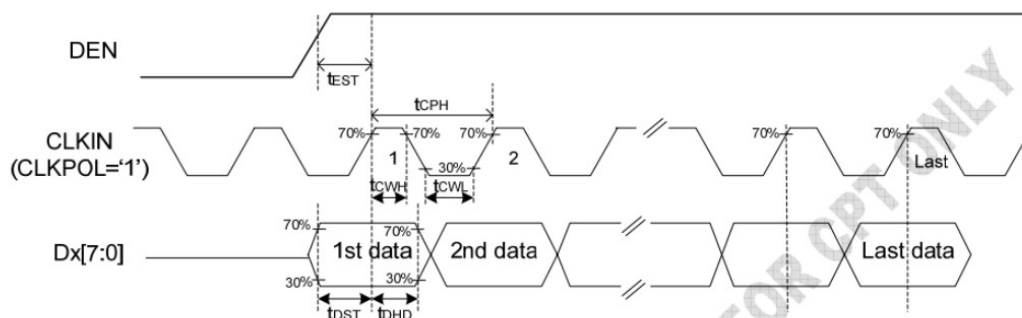 DEN
tEST
tCPH
70% 70% 70% 70% 70%
CLKIN
(CLKPOL='1')
1 2 Last
30%
tCWH tCWL
70% 70%
Dx[7:0] 1st data 2nd data Last data
30% 30%
tDST tDHD
FOR CPT ONLY